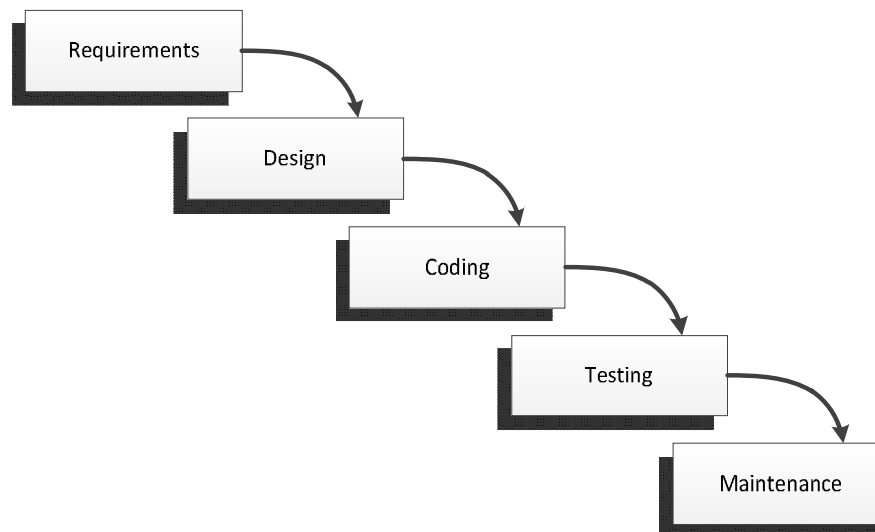 Requirements
Design
Coding
Testing
Maintenance